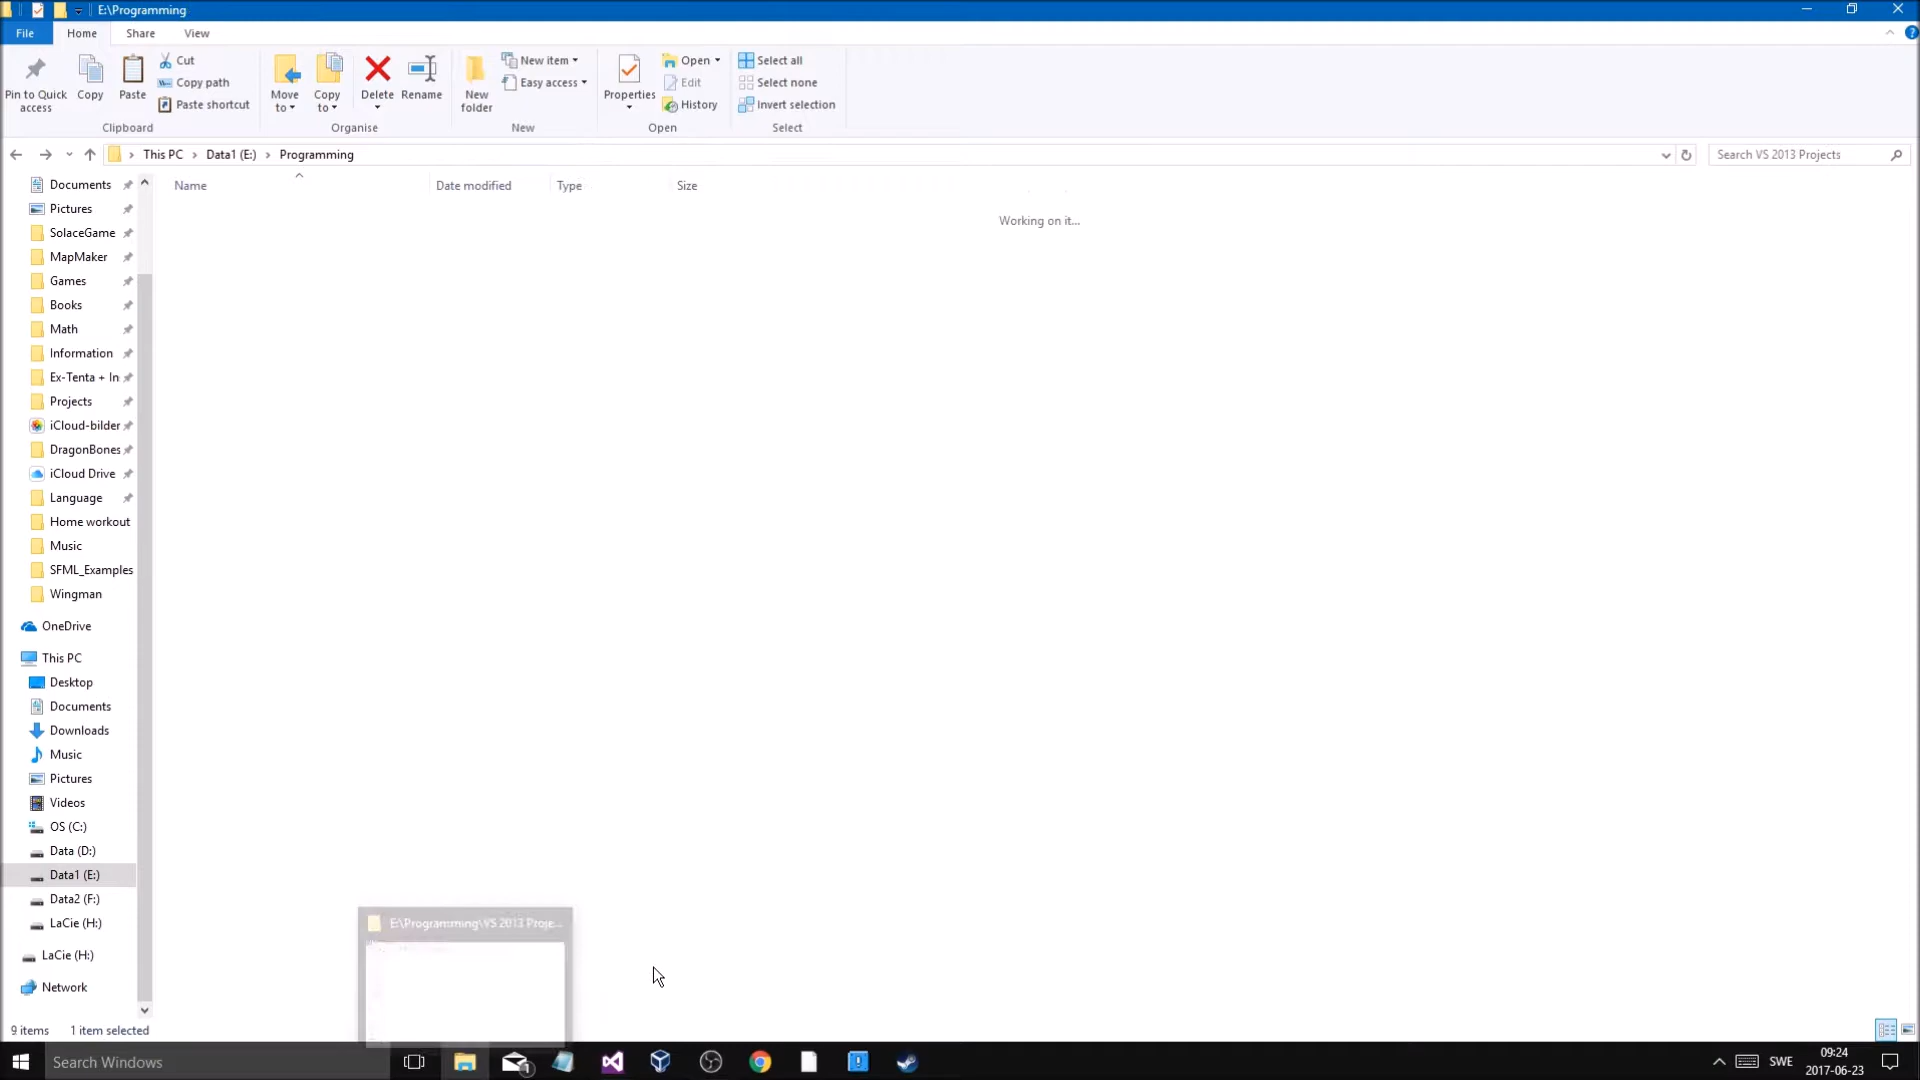 E:\Programming
File Home Share View
Pin to Quick access
Copy
Paste
Cut
Copy path
Paste shortcut
Clipboard
Move to
Copy to
Delete
Rename
Organise
New folder
New item
Easy access
New
Properties
Open
Edit
History
Open
Select all
Select none
Invert selection
Select
This PC › Data1 (E:) › Programming
Search VS 2013 Projects
Name Date modified Type Size
Working on it...
Documents
Pictures
SolaceGame
MapMaker
Games
Books
Math
Information
Ex-Tenta + In
Projects
iCloud-bilder
DragonBones
iCloud Drive
Language
Home workout
Music
SFML_Examples
Wingman
OneDrive
This PC
Desktop
Documents
Downloads
Music
Pictures
Videos
OS (C:)
Data (D:)
Data1 (E:)
Data2 (F:)
LaCie (H:)
LaCie (H:)
Network
E:\Programming\VS 2013 Proje...
9 items 1 item selected
Search Windows
1
SWE
09:24
2017-06-23